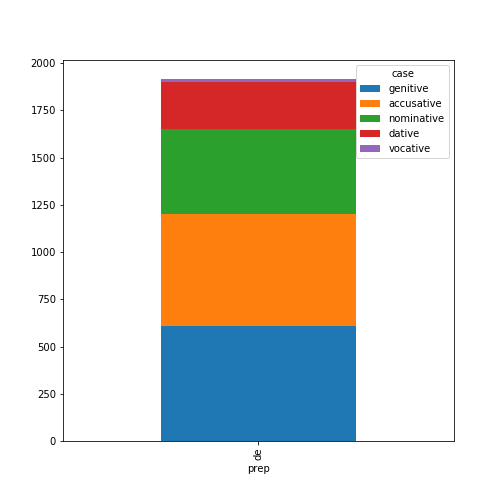 2000
1750
1500
1250
1000
750
500
250
0
case
genitive
accusative
nominative
dative
vocative
de
prep